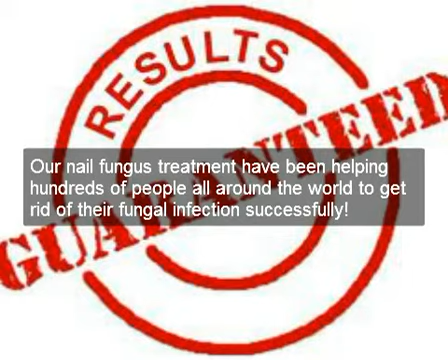 RESULTS
GUARANTEED
Our nail fungus treatment have been helping
hundreds of people all around the world to get
rid of their fungal infection successfully!